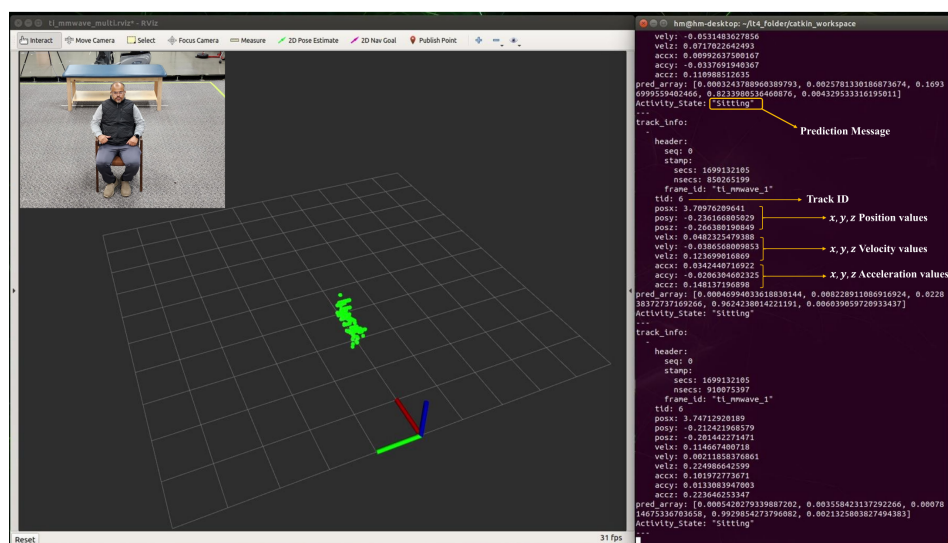 ti_mmwave_multi.rviz* - RViz
Interact Move Camera Select Focus Camera Measure 2D Pose Estimate 2D Nav Goal Publish Point
Reset
31 fps
hm@hm-desktop: ~/lt4_folder/catkin_workspace
vely: -0.0531483627856
velz: 0.0717022642493
accx: 0.00992637500167
accy: -0.0337691940367
accz: 0.110988512635
pred_array: [0.0003243788960389793, 0.0025781330186873674, 0.1693
6999559402466, 0.8233980536460876, 0.004329533316195011]
Activity_State: "Sitting"
Prediction Message
---
track_info:
-
header:
seq: 0
stamp:
secs: 1699132105
nsecs: 850265199
frame_id: "ti_mmwave_1"
tid: 6
Track ID
posx: 3.70976209641
posy: -0.236166805029
posz: -0.266380190849
x, y, z Position values
velx: 0.0482325479388
vely: -0.0386568009853
velz: 0.123699016869
x, y, z Velocity values
accx: 0.0342440716922
accy: -0.0206304602325
accz: 0.148137196898
x, y, z Acceleration values
pred_array: [0.00046994033618830144, 0.008228911086916924, 0.0228
38372737169266, 0.962423801422​1191, 0.006039059720933437]
Activity_State: "Sitting"
---
track_info:
-
header:
seq: 0
stamp:
secs: 1699132105
nsecs: 910075397
frame_id: "ti_mmwave_1"
tid: 6
posx: 3.74712920189
posy: -0.212421968579
posz: -0.201442271471
velx: 0.114667400718
vely: 0.00211858376861
velz: 0.224986642599
accx: 0.101972773671
accy: 0.0133083947003
accz: 0.223646253347
pred_array: [0.0005420279339887202, 0.003558423137292266, 0.00078
14675336703658, 0.9929854273796082, 0.0021325803827494383]
Activity_State: "Sitting"
---